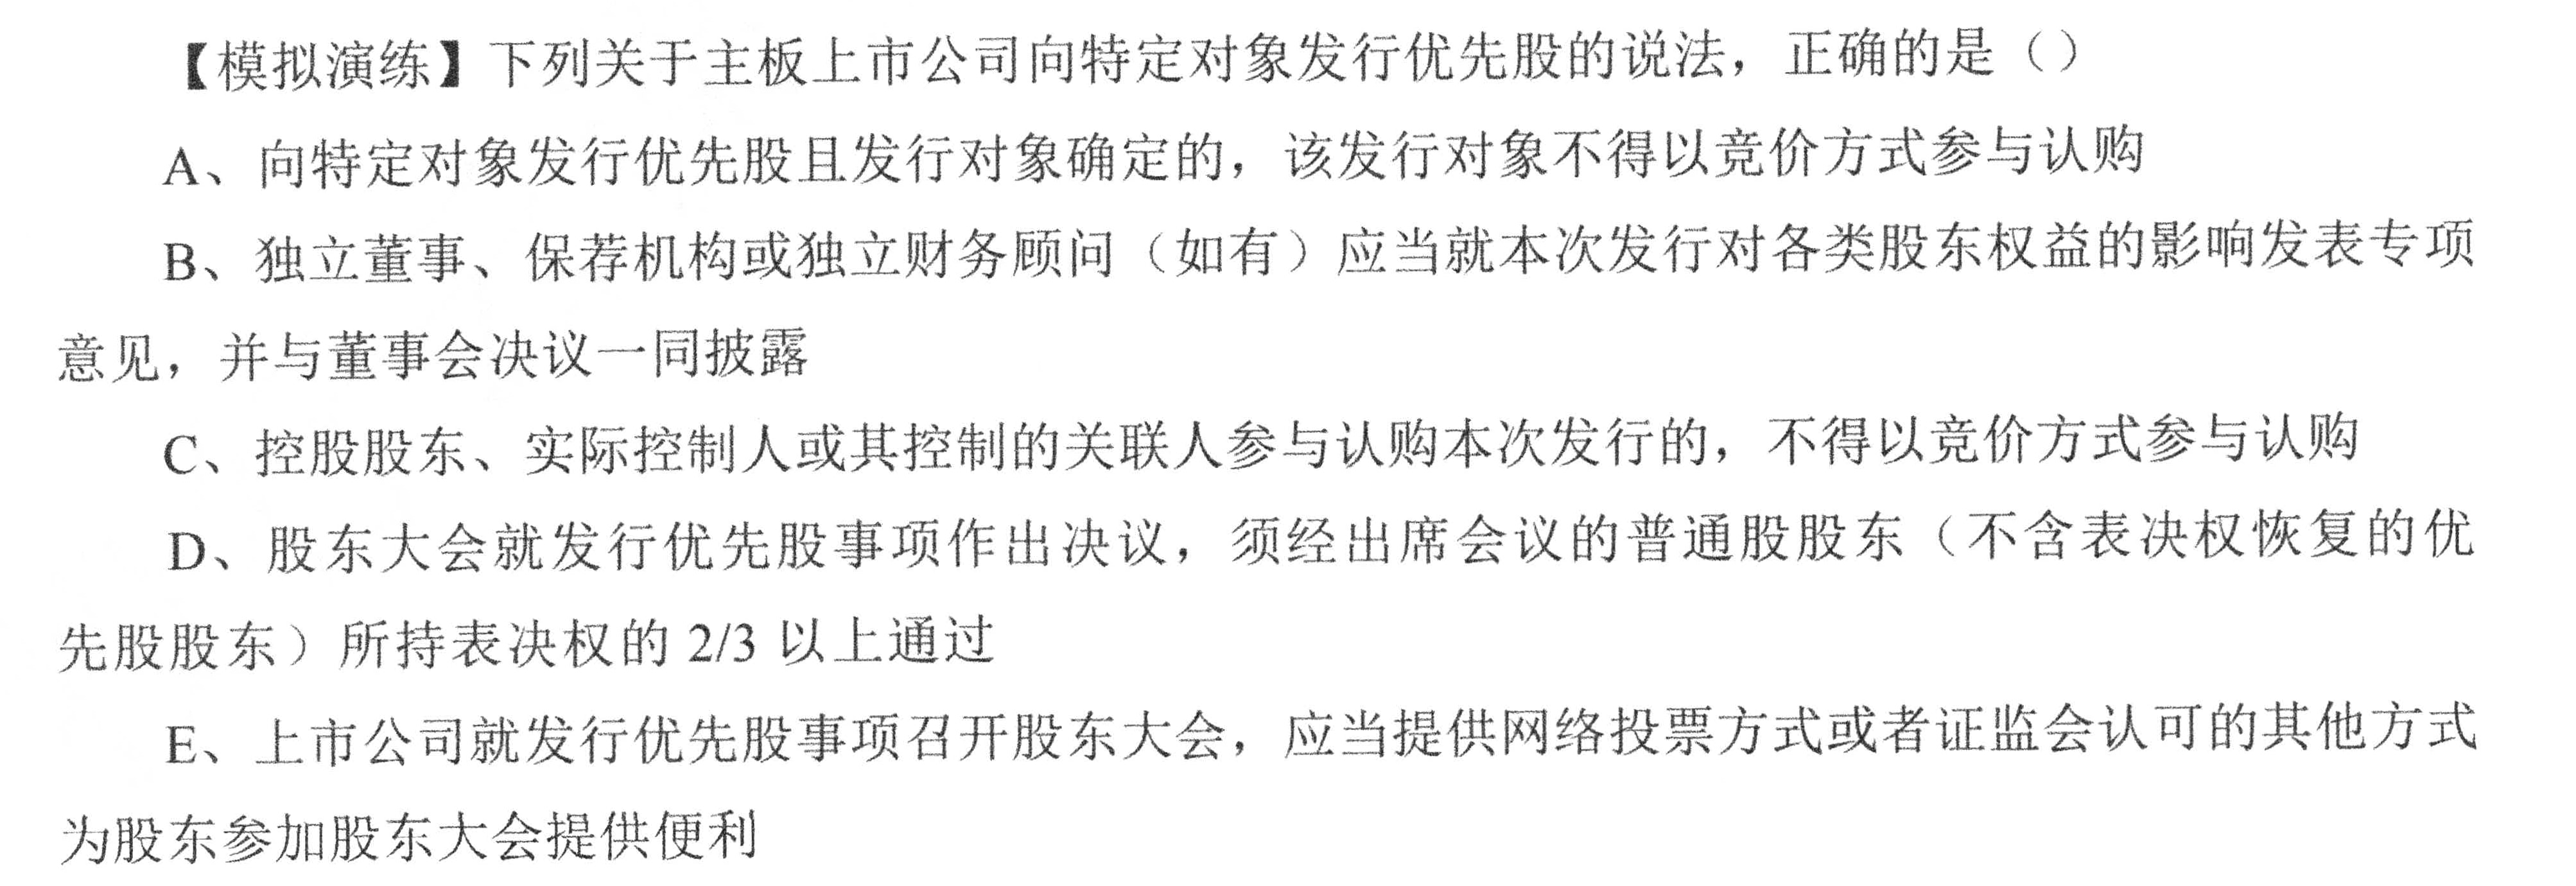 【模拟演练】下列关于主板上市公司向特定对象发行优先股的说法，正确的是（）
A、向特定对象发行优先股且发行对象确定的，该发行对象不得以竞价方式参与认购
B、独立董事、保荐机构或独立财务顾问（如有）应当就本次发行对各类股东权益的影响发表专项
意见，并与董事会决议一同披露
C、控股股东、实际控制人或其控制的关联人参与认购本次发行的，不得以竞价方式参与认购
D、股东大会就发行优先股事项作出决议，须经出席会议的普通股股东（不含表决权恢复的优
先股股东）所持表决权的 2/3 以上通过
E、上市公司就发行优先股事项召开股东大会，应当提供网络投票方式或者证监会认可的其他方式
为股东参加股东大会提供便利